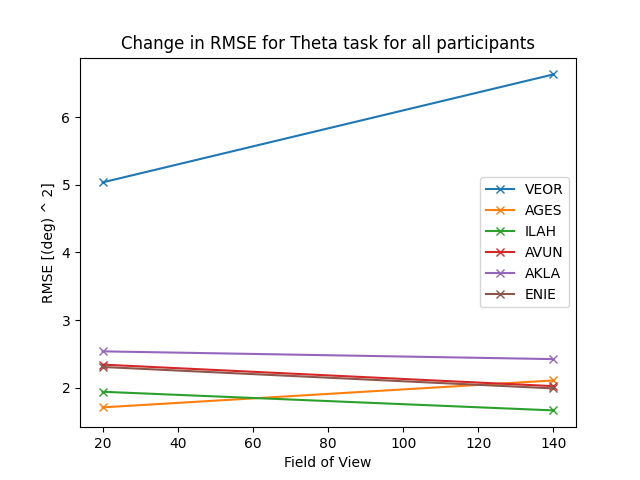 Change in RMSE for Theta task for all participants
RMSE [(deg) ^ 2]
6
5
4
3
2
VEOR
AGES
ILAH
AVUN
AKLA
ENIE
20 40 60 80 100 120 140
Field of View